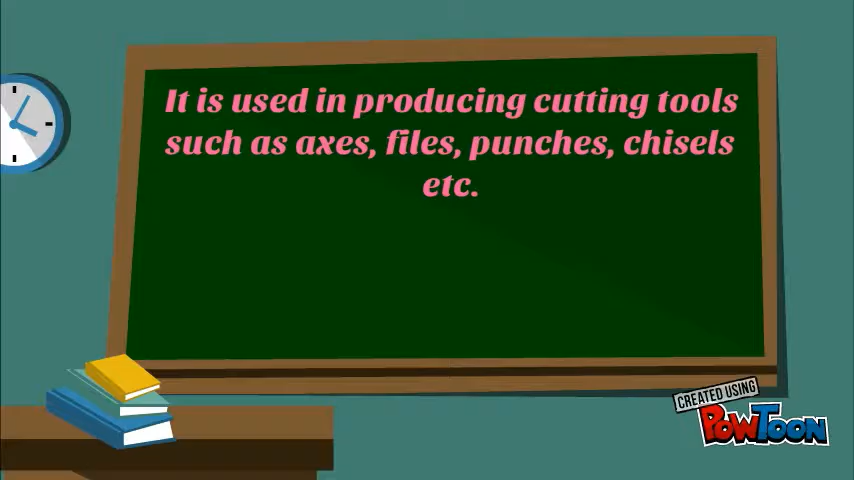 It is used in producing cutting tools
such as axes, files, punches, chisels
etc.
CREATED USING
PowToon